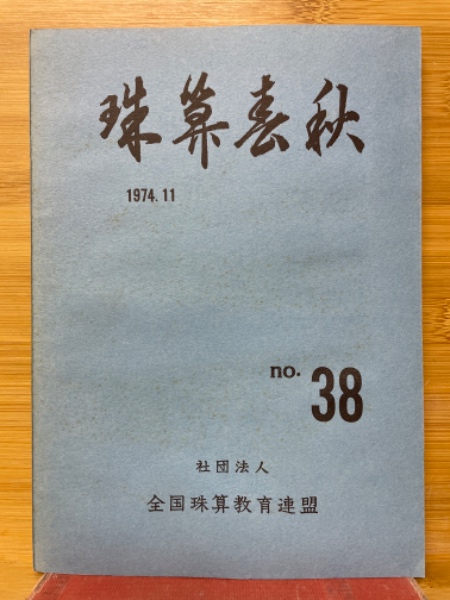 珠算春秋
1974.11
no. 38
社団法人
全国珠算教育連盟